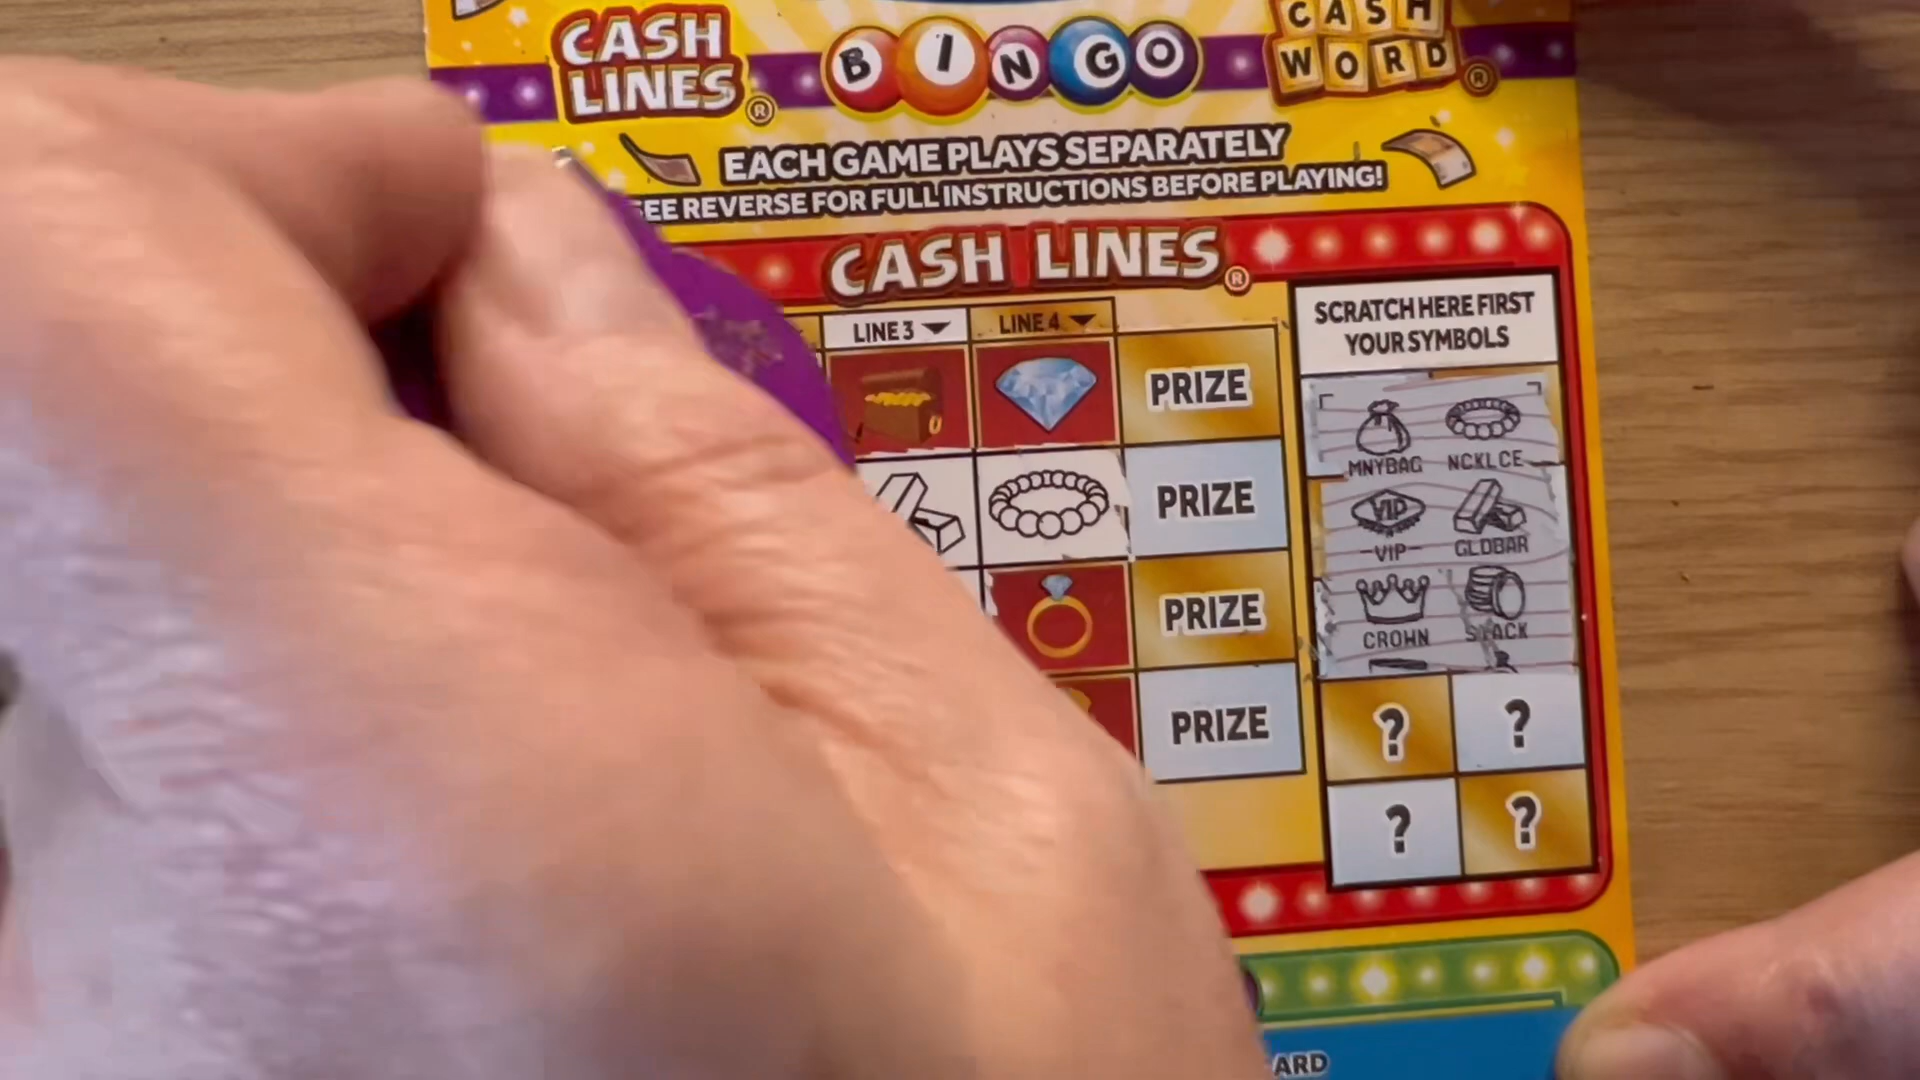 CASH
LINES®
BINGO
CASH
WORD®
EACH GAME PLAYS SEPARATELY
SEE REVERSE FOR FULL INSTRUCTIONS BEFORE PLAYING!
CASH LINES®
SCRATCH HERE FIRST
YOUR SYMBOLS
LINE 3 LINE 4
PRIZE
MNYBAG NCKLCE
PRIZE
VIP
-VIP- GLDBAR
PRIZE
CROWN STACK
PRIZE
? ?
? ?
ARD